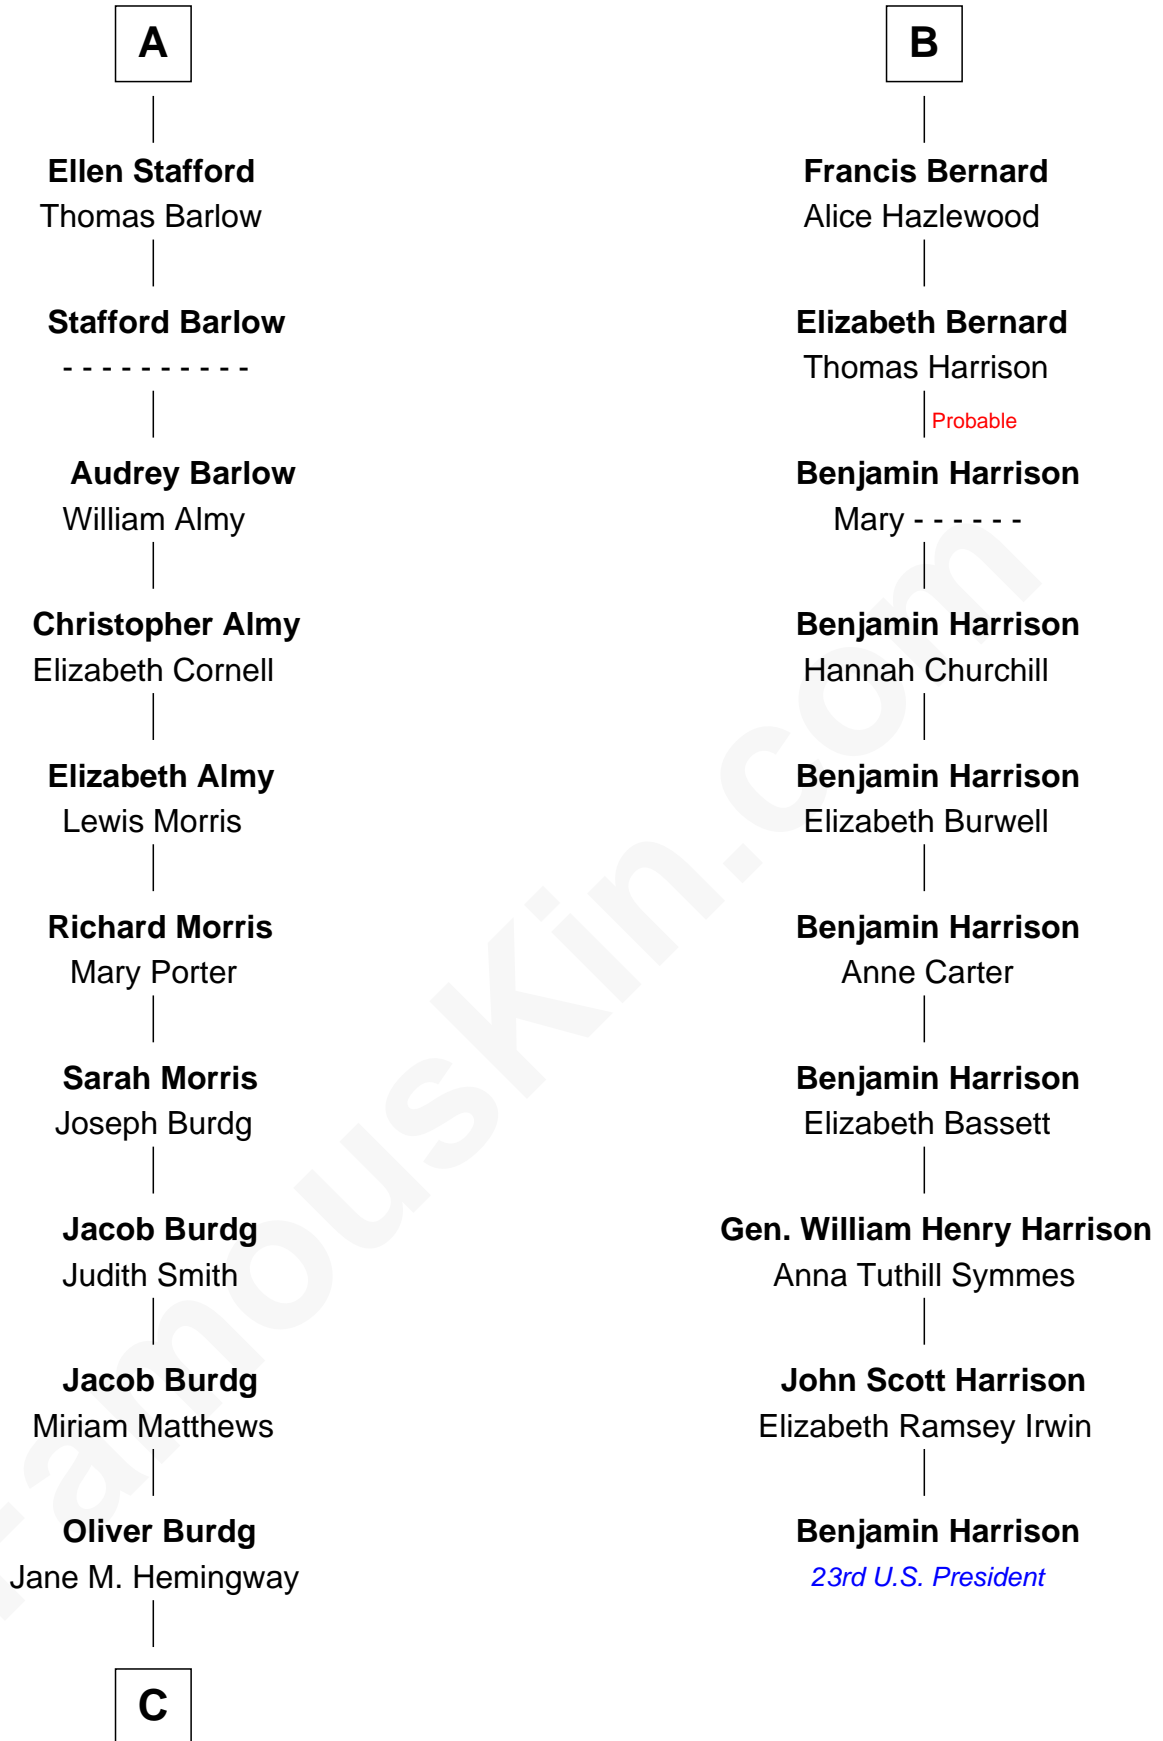 A
Ellen Stafford
Thomas Barlow
Stafford Barlow
- - - - - - - - - -
Audrey Barlow
William Almy
Christopher Almy
Elizabeth Cornell
Elizabeth Almy
Lewis Morris
Richard Morris
Mary Porter
Sarah Morris
Joseph Burdg
Jacob Burdg
Judith Smith
Jacob Burdg
Miriam Matthews
Oliver Burdg
Jane M. Hemingway
C
B
Francis Bernard
Alice Hazlewood
Elizabeth Bernard
Thomas Harrison
Probable
Benjamin Harrison
Mary - - - - - -
Benjamin Harrison
Hannah Churchill
Benjamin Harrison
Elizabeth Burwell
Benjamin Harrison
Anne Carter
Benjamin Harrison
Elizabeth Bassett
Gen. William Henry Harrison
Anna Tuthill Symmes
John Scott Harrison
Elizabeth Ramsey Irwin
Benjamin Harrison
23rd U.S. President
FamousKin.com